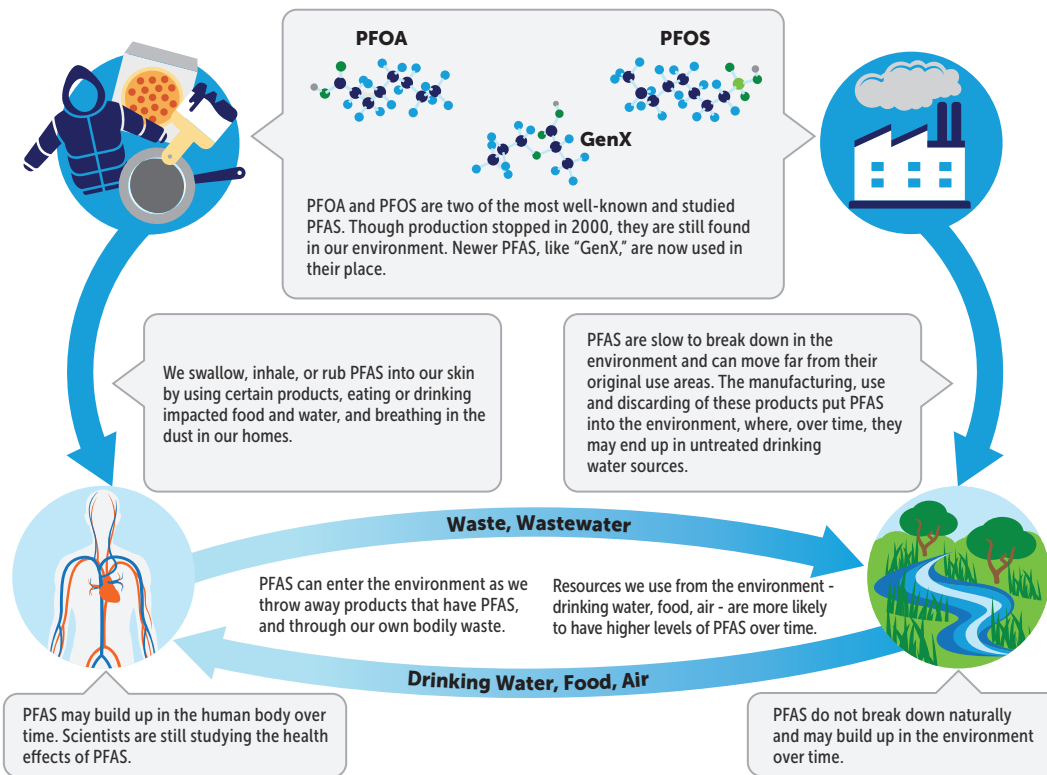 PFOA
PFOS
GenX
PFOA and PFOS are two of the most well-known and studied
PFAS. Though production stopped in 2000, they are still found
in our environment. Newer PFAS, like “GenX,” are now used in
their place.
We swallow, inhale, or rub PFAS into our skin
by using certain products, eating or drinking
impacted food and water, and breathing in the
dust in our homes.
PFAS are slow to break down in the
environment and can move far from their
original use areas. The manufacturing, use
and discarding of these products put PFAS
into the environment, where, over time, they
may end up in untreated drinking
water sources.
Waste, Wastewater
PFAS can enter the environment as we
throw away products that have PFAS,
and through our own bodily waste.
Resources we use from the environment -
drinking water, food, air - are more likely
to have higher levels of PFAS over time.
Drinking Water, Food, Air
PFAS may build up in the human body over
time. Scientists are still studying the health
effects of PFAS.
PFAS do not break down naturally
and may build up in the environment
over time.